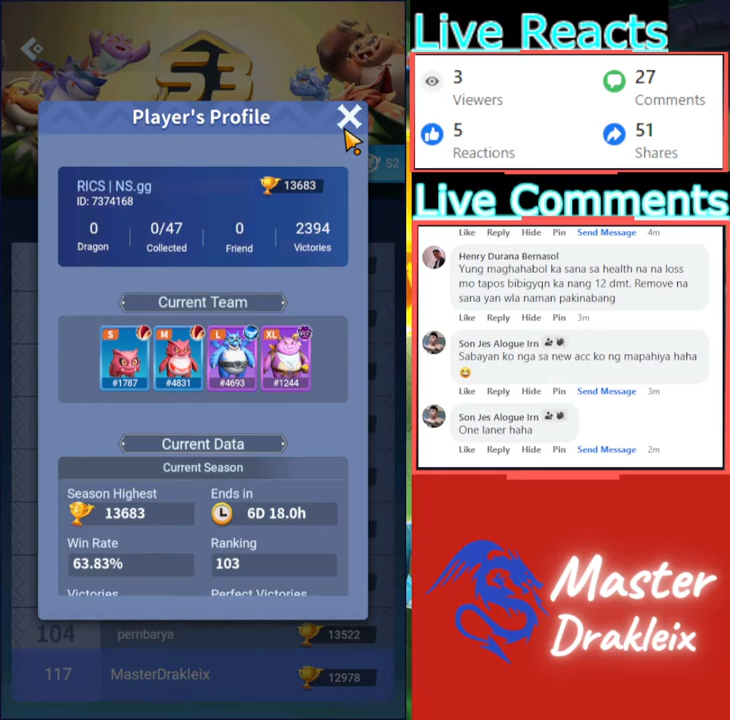 S3
Player's Profile
S2
RICS | NS.gg
13683
ID: 7374168
0
0/47
0
2394
Dragon
Collected
Friend
Victories
Current Team
S
M
L
XL
#1787
#4831
#4693
#1244
Current Data
Current Season
Season Highest
Ends in
13683
6D 18.0h
Win Rate
Ranking
63.83%
103
Victories
Perfect Victories
104
pembarya
13522
117
MasterDrakleix
12978
Live Reacts
3
Viewers
27
Comments
5
Reactions
51
Shares
Live Comments
Like Reply Hide Pin Send Message 4m
Henry Durana Bernasol
Yung maghahabol ka sana sa health na na loss
mo tapos bibigyqn ka nang 12 dmt. Remove na
sana yan wla naman pakinabang
Like Reply Hide Pin 3m
Son Jes Alogue Irn
Sabayan ko nga sa new acc ko ng mapahiya haha
😆
Like Reply Hide Pin Send Message 3m
Son Jes Alogue Irn
One laner haha
Like Reply Hide Pin Send Message 2m
Master
Drakleix